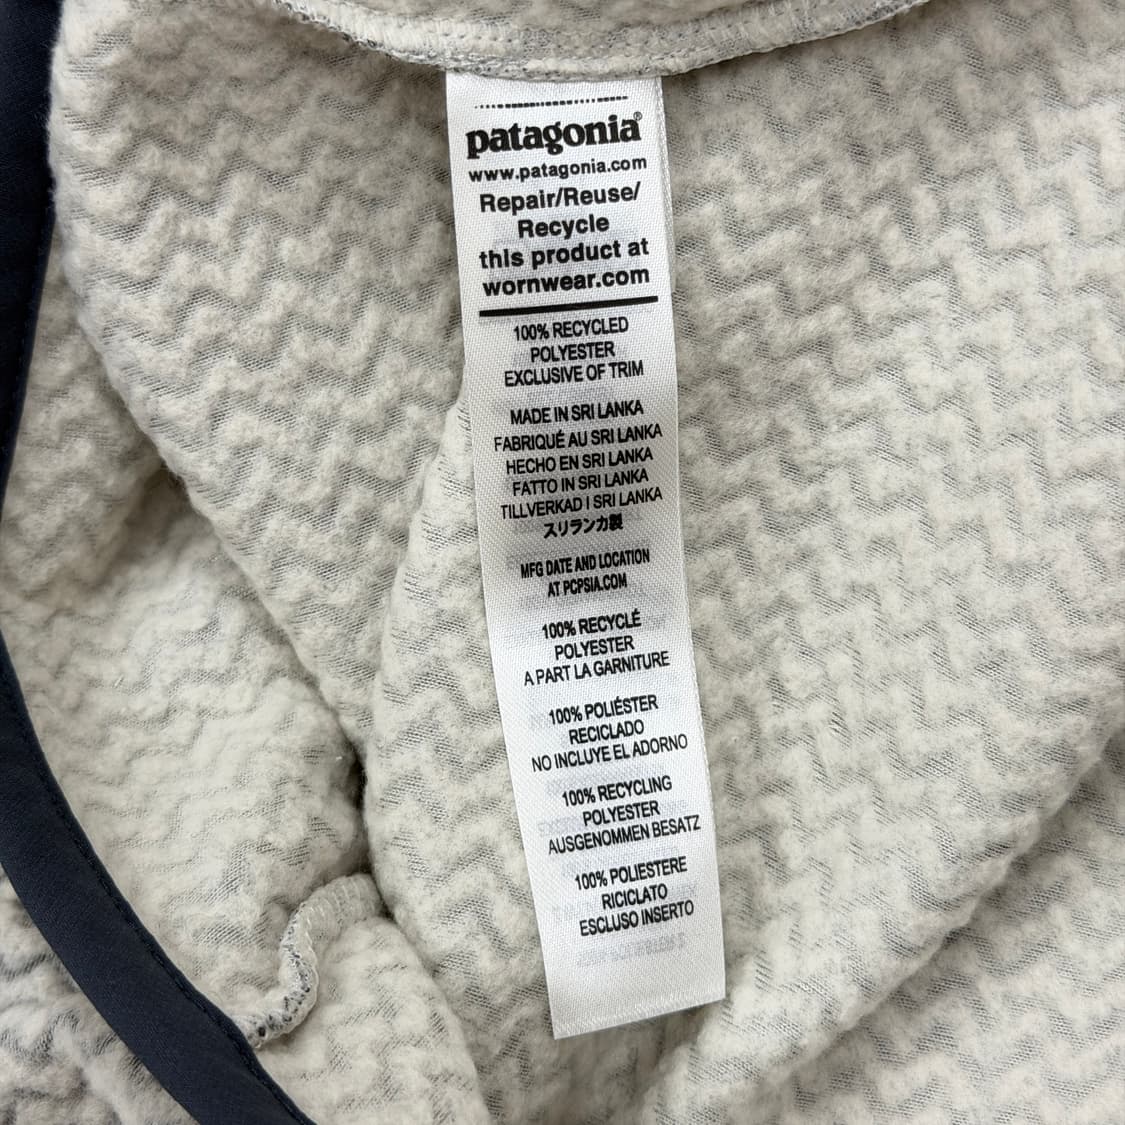 patagonia®
www.patagonia.com
Repair/Reuse/
Recycle
this product at
wornwear.com
100% RECYCLED
POLYESTER
EXCLUSIVE OF TRIM
MADE IN SRI LANKA
FABRIQUÉ AU SRI LANKA
HECHO EN SRI LANKA
FATTO IN SRI LANKA
TILLVERKAD I SRI LANKA
スリランカ製
MFG DATE AND LOCATION
AT PCPSIA.COM
100% RECYCLÉ
POLYESTER
A PART LA GARNITURE
100% POLIÉSTER
RECICLADO
NO INCLUYE EL ADORNO
100% RECYCLING
POLYESTER
AUSGENOMMEN BESATZ
100% POLIESTERE
RICICLATO
ESCLUSO INSERTO